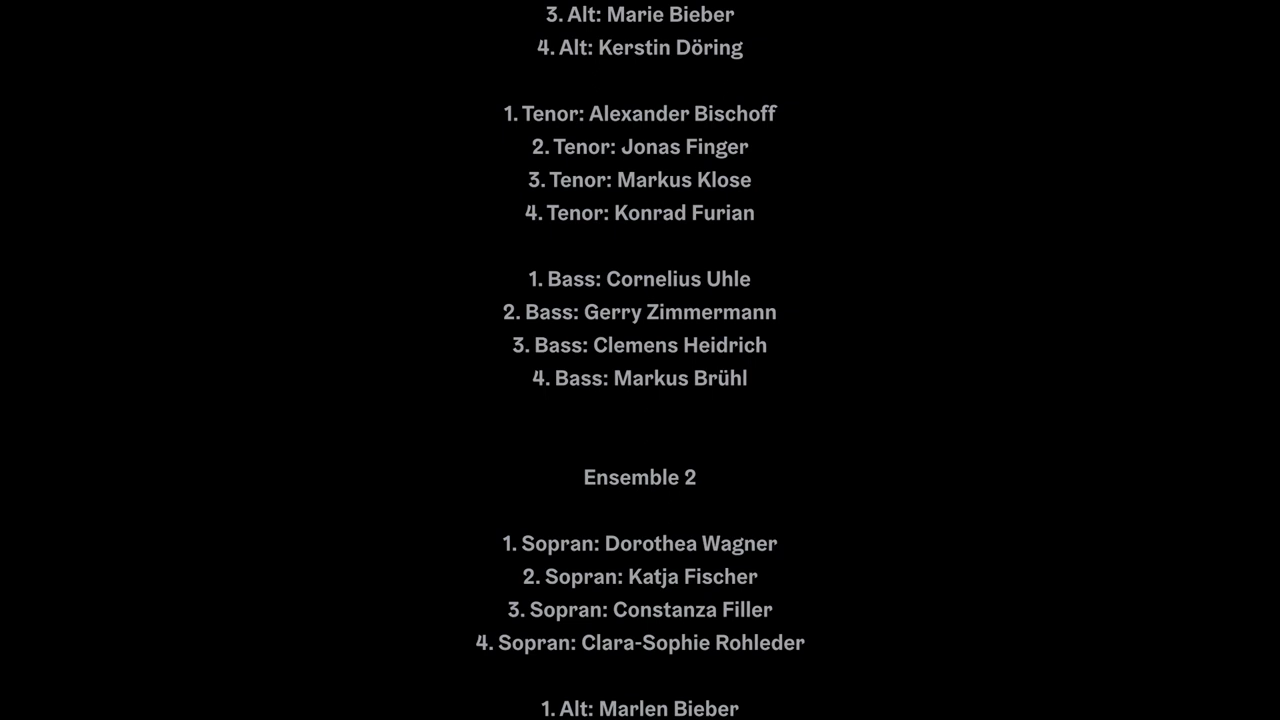 3. Alt: Marie Bieber
4. Alt: Kerstin Döring
1. Tenor: Alexander Bischoff
2. Tenor: Jonas Finger
3. Tenor: Markus Klose
4. Tenor: Konrad Furian
1. Bass: Cornelius Uhle
2. Bass: Gerry Zimmermann
3. Bass: Clemens Heidrich
4. Bass: Markus Brühl
Ensemble 2
1. Sopran: Dorothea Wagner
2. Sopran: Katja Fischer
3. Sopran: Constanza Filler
4. Sopran: Clara-Sophie Rohleder
1. Alt: Marlen Bieber